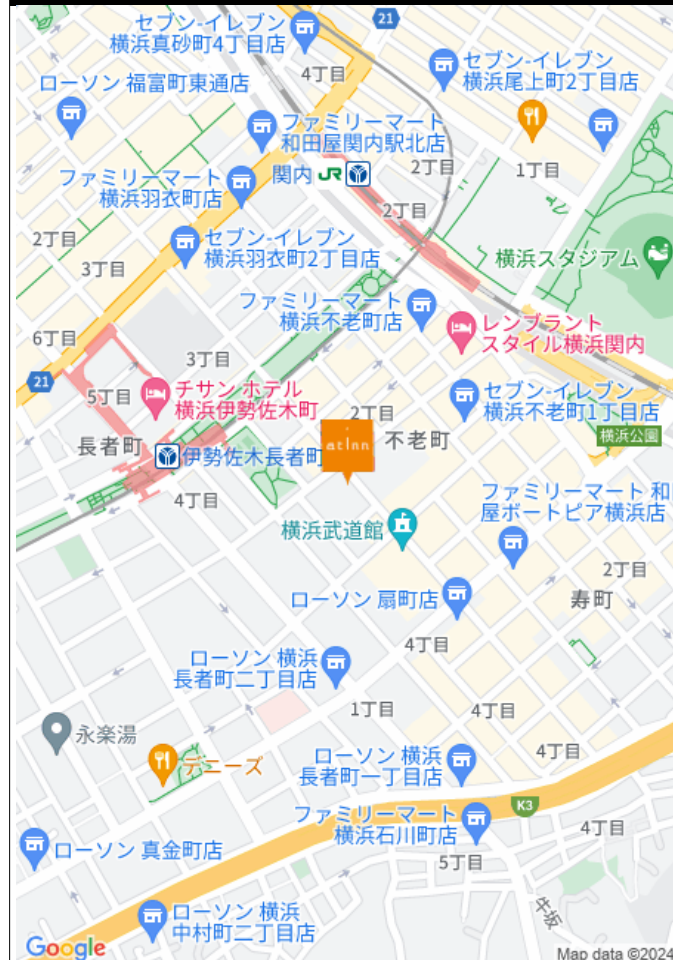 セブン-イレブン
横浜真砂町4丁目店
21
セブン-イレブン
横浜尾上町2丁目店
4丁目
ローソン 福富町東通店
ファミリーマート
和田屋関内駅北店
関内 JR
2丁目
1丁目
ファミリーマート
横浜羽衣町店
2丁目
2丁目
セブン-イレブン
横浜羽衣町2丁目店
横浜スタジアム
3丁目
ファミリーマート
横浜不老町店
レンブラント
スタイル横浜関内
6丁目
3丁目
21
5丁目
チサン ホテル
横浜伊勢佐木町
2丁目
セブン-イレブン
横浜不老町1丁目店
atInn
不老町
横浜公園
長者町
伊勢佐木長者町
4丁目
ファミリーマート 和田
屋ボートピア横浜店
横浜武道館
2丁目
ローソン 扇町店
寿町
4丁目
ローソン 横浜
長者町二丁目店
1丁目
4丁目
永楽湯
デニーズ
4丁目
ローソン 横浜
長者町一丁目店
K3
ファミリーマート
横浜石川町店
4丁目
ローソン 真金町店
5丁目
牛坂
ローソン 横浜
中村町二丁目店
Google
Map data ©2024